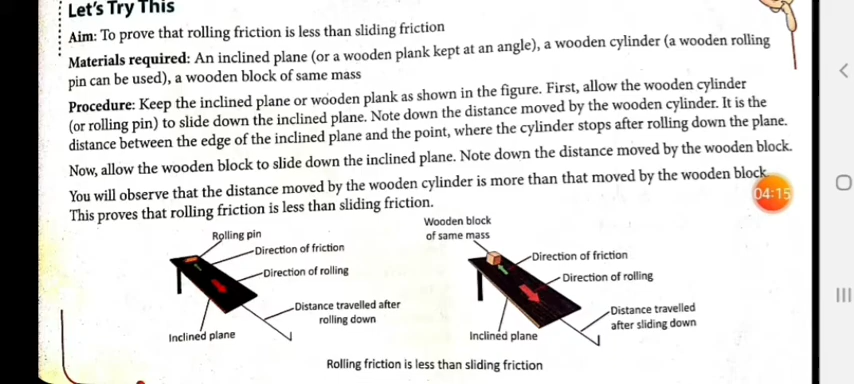 Let's Try This
Aim: To prove that rolling friction is less than sliding friction
Materials required: An inclined plane (or a wooden plank kept at an angle), a wooden cylinder (a wooden rolling
pin can be used), a wooden block of same mass
Procedure: Keep the inclined plane or wooden plank as shown in the figure. First, allow the wooden cylinder
(or rolling pin) to slide down the inclined plane. Note down the distance moved by the wooden cylinder. It is the
distance between the edge of the inclined plane and the point, where the cylinder stops after rolling down the plane.
Now, allow the wooden block to slide down the inclined plane. Note down the distance moved by the wooden block.
You will observe that the distance moved by the wooden cylinder is more than that moved by the wooden block.
This proves that rolling friction is less than sliding friction.
04:15
Rolling pin
Direction of friction
Direction of rolling
Distance travelled after
rolling down
Inclined plane
Wooden block
of same mass
Direction of friction
Direction of rolling
Distance travelled
after sliding down
Inclined plane
Rolling friction is less than sliding friction